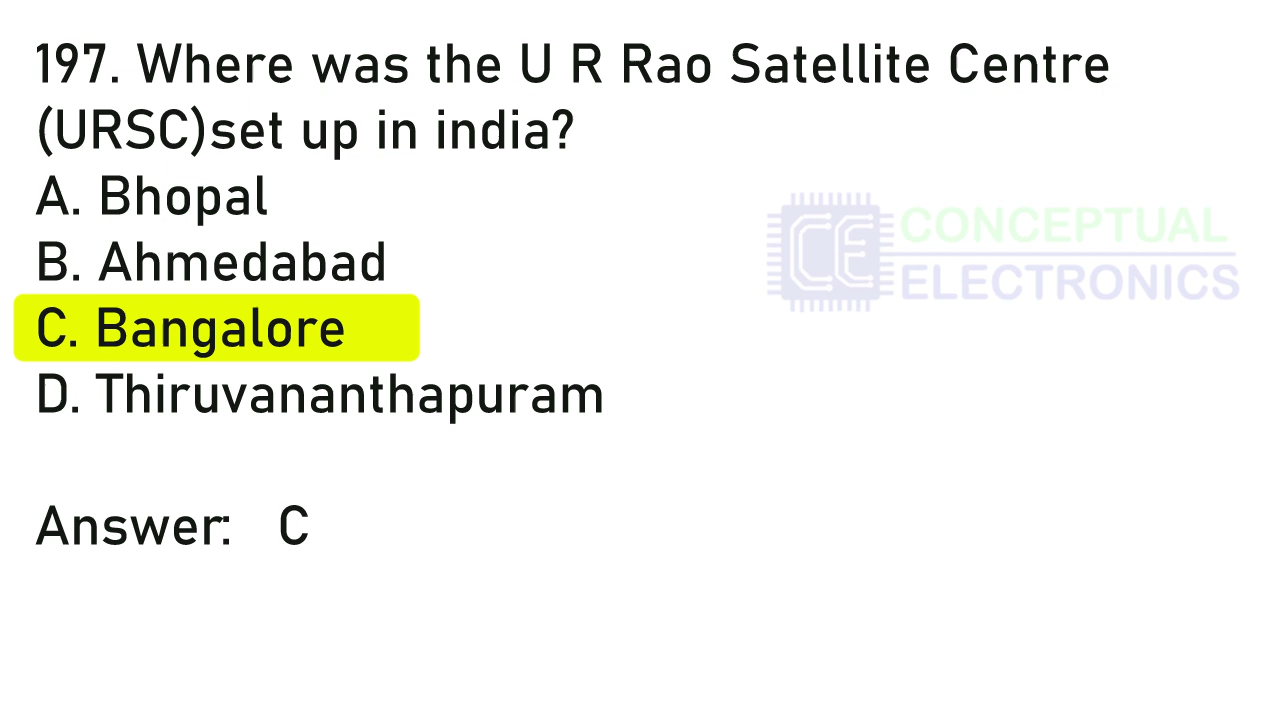 197. Where was the U R Rao Satellite Centre
(URSC)set up in india?
A. Bhopal
B. Ahmedabad
C. Bangalore
D. Thiruvananthapuram
CE CONCEPTUAL
ELECTRONICS
Answer: C